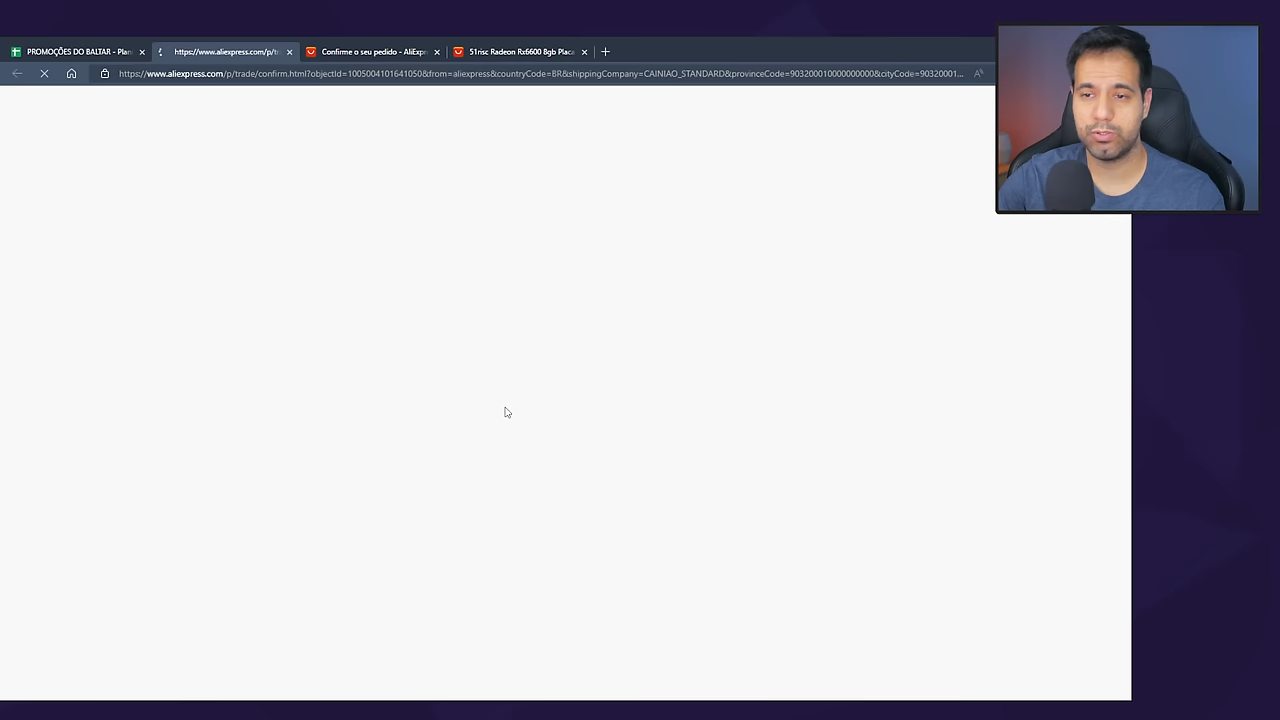 PROMOÇÕES DO BALTAR - Plan
https://www.aliexpress.com/p/tr
Confirme o seu pedido - AliExpr
51risc Radeon Rx6600 8gb Placa
https://www.aliexpress.com/p/trade/confirm.html?objectId=1005004101641050&from=aliexpress&countryCode=BR&shippingCompany=CAINIAO_STANDARD&provinceCode=903200010000000000&cityCode=90320001...